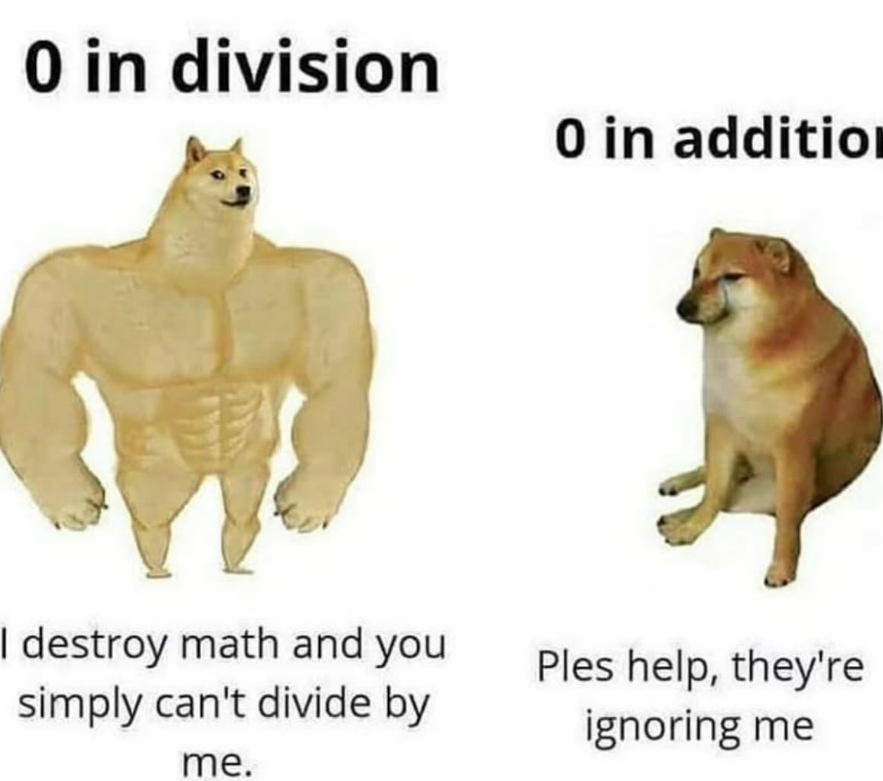 0 in division
0 in addition
I destroy math and you
simply can't divide by
me.
Ples help, they're
ignoring me